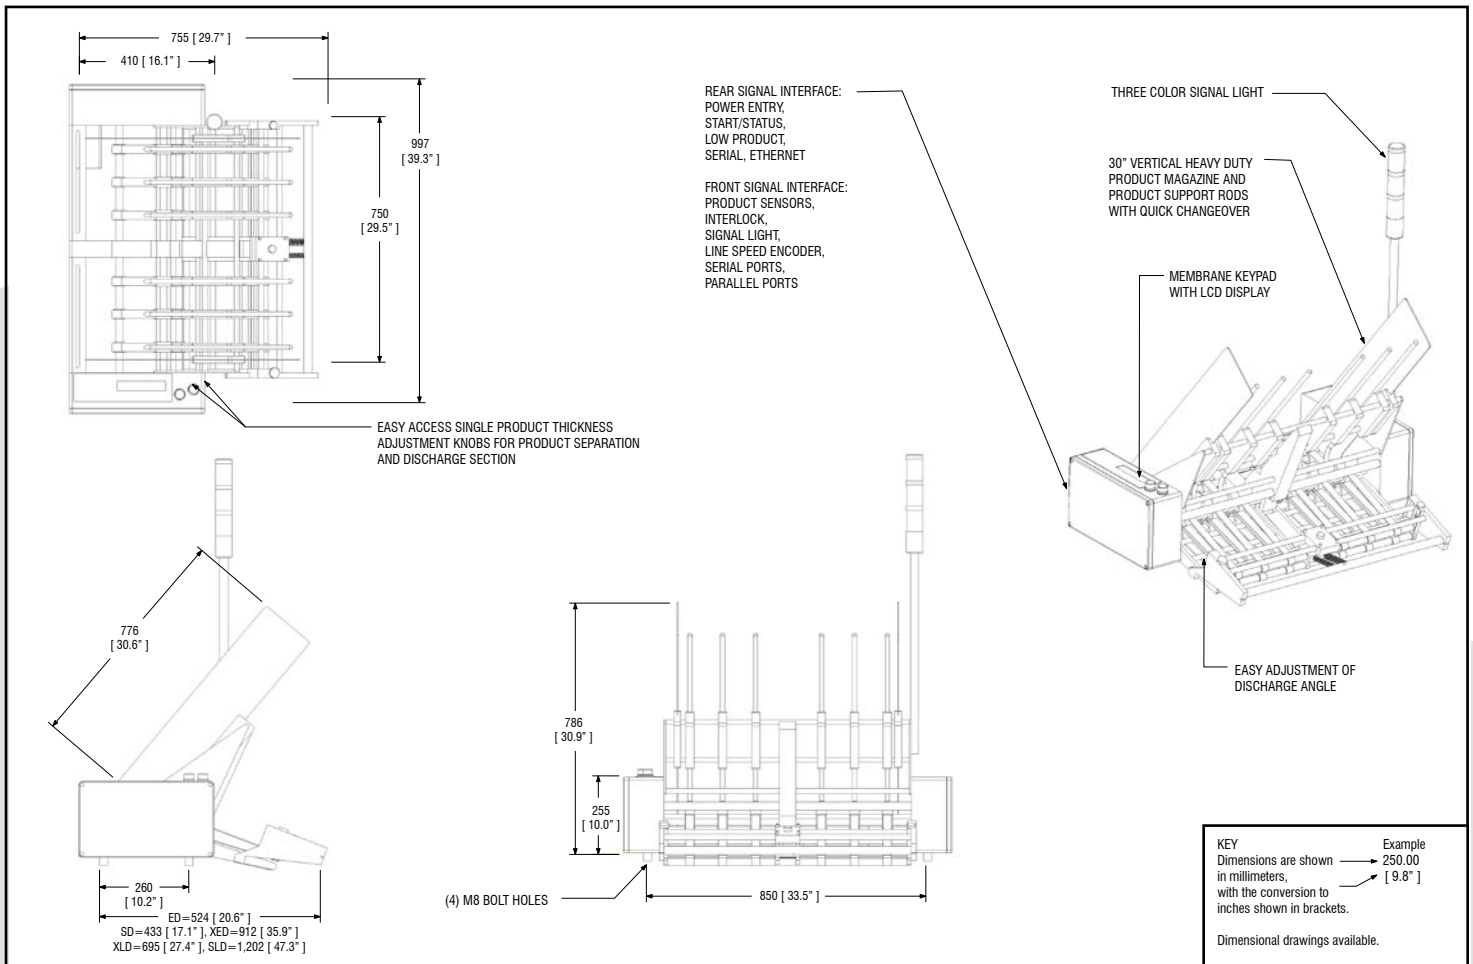 755 [ 29.7” ]
410 [ 16.1” ]
997
[ 39.3” ]
750
[ 29.5” ]
EASY ACCESS SINGLE PRODUCT THICKNESS
ADJUSTMENT KNOBS FOR PRODUCT SEPARATION
AND DISCHARGE SECTION
REAR SIGNAL INTERFACE:
POWER ENTRY,
START/STATUS,
LOW PRODUCT,
SERIAL, ETHERNET
FRONT SIGNAL INTERFACE:
PRODUCT SENSORS,
INTERLOCK,
SIGNAL LIGHT,
LINE SPEED ENCODER,
SERIAL PORTS,
PARALLEL PORTS
THREE COLOR SIGNAL LIGHT
30” VERTICAL HEAVY DUTY
PRODUCT MAGAZINE AND
PRODUCT SUPPORT RODS
WITH QUICK CHANGEOVER
MEMBRANE KEYPAD
WITH LCD DISPLAY
EASY ADJUSTMENT OF
DISCHARGE ANGLE
776
[ 30.6” ]
260
[ 10.2” ]
ED=524 [ 20.6” ]
SD=433 [ 17.1” ], XED=912 [ 35.9” ]
XLD=695 [ 27.4” ], SLD=1,202 [ 47.3” ]
786
[ 30.9” ]
255
[ 10.0” ]
(4) M8 BOLT HOLES
850 [ 33.5” ]
KEY
Dimensions are shown
in millimeters,
with the conversion to
inches shown in brackets.
Example
250.00
[ 9.8” ]
Dimensional drawings available.